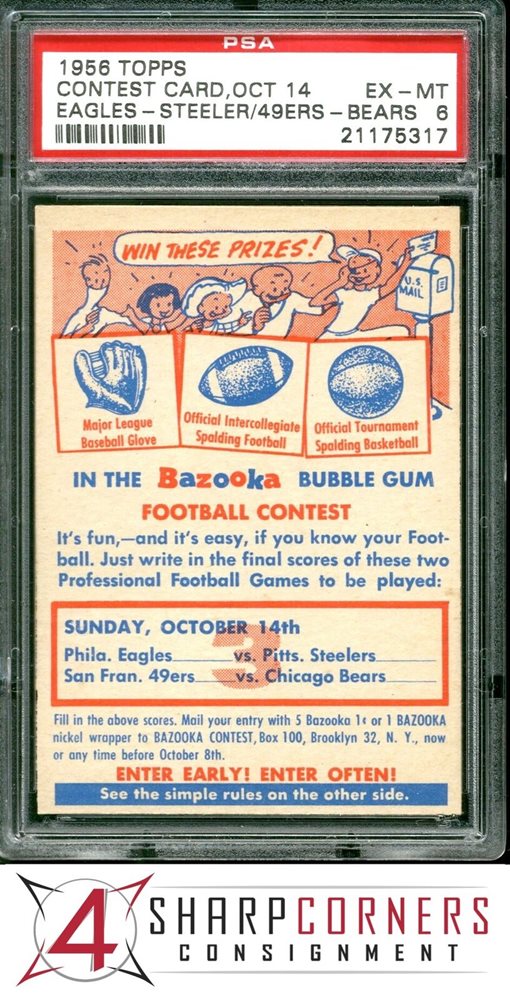 PSA
1956 TOPPS
CONTEST CARD,OCT 14 EX-MT
EAGLES-STEELER/49ERS-BEARS 6
21175317
WIN THESE PRIZES!
U.S.
MAIL
Major League
Baseball Glove
Official Intercollegiate
Spalding Football
Official Tournament
Spalding Basketball
IN THE Bazooka BUBBLE GUM
FOOTBALL CONTEST
It's fun,—and it's easy, if you know your Foot-
ball. Just write in the final scores of these two
Professional Football Games to be played:
3
SUNDAY, OCTOBER 14th
Phila. Eagles______vs. Pitts. Steelers______
San Fran. 49ers______vs. Chicago Bears______
Fill in the above scores. Mail your entry with 5 Bazooka 1¢ or 1 BAZOOKA
nickel wrapper to BAZOOKA CONTEST, Box 100, Brooklyn 32, N. Y., now
or any time before October 8th.
ENTER EARLY! ENTER OFTEN!
See the simple rules on the other side.
4 SHARPCORNERS
CONSIGNMENT